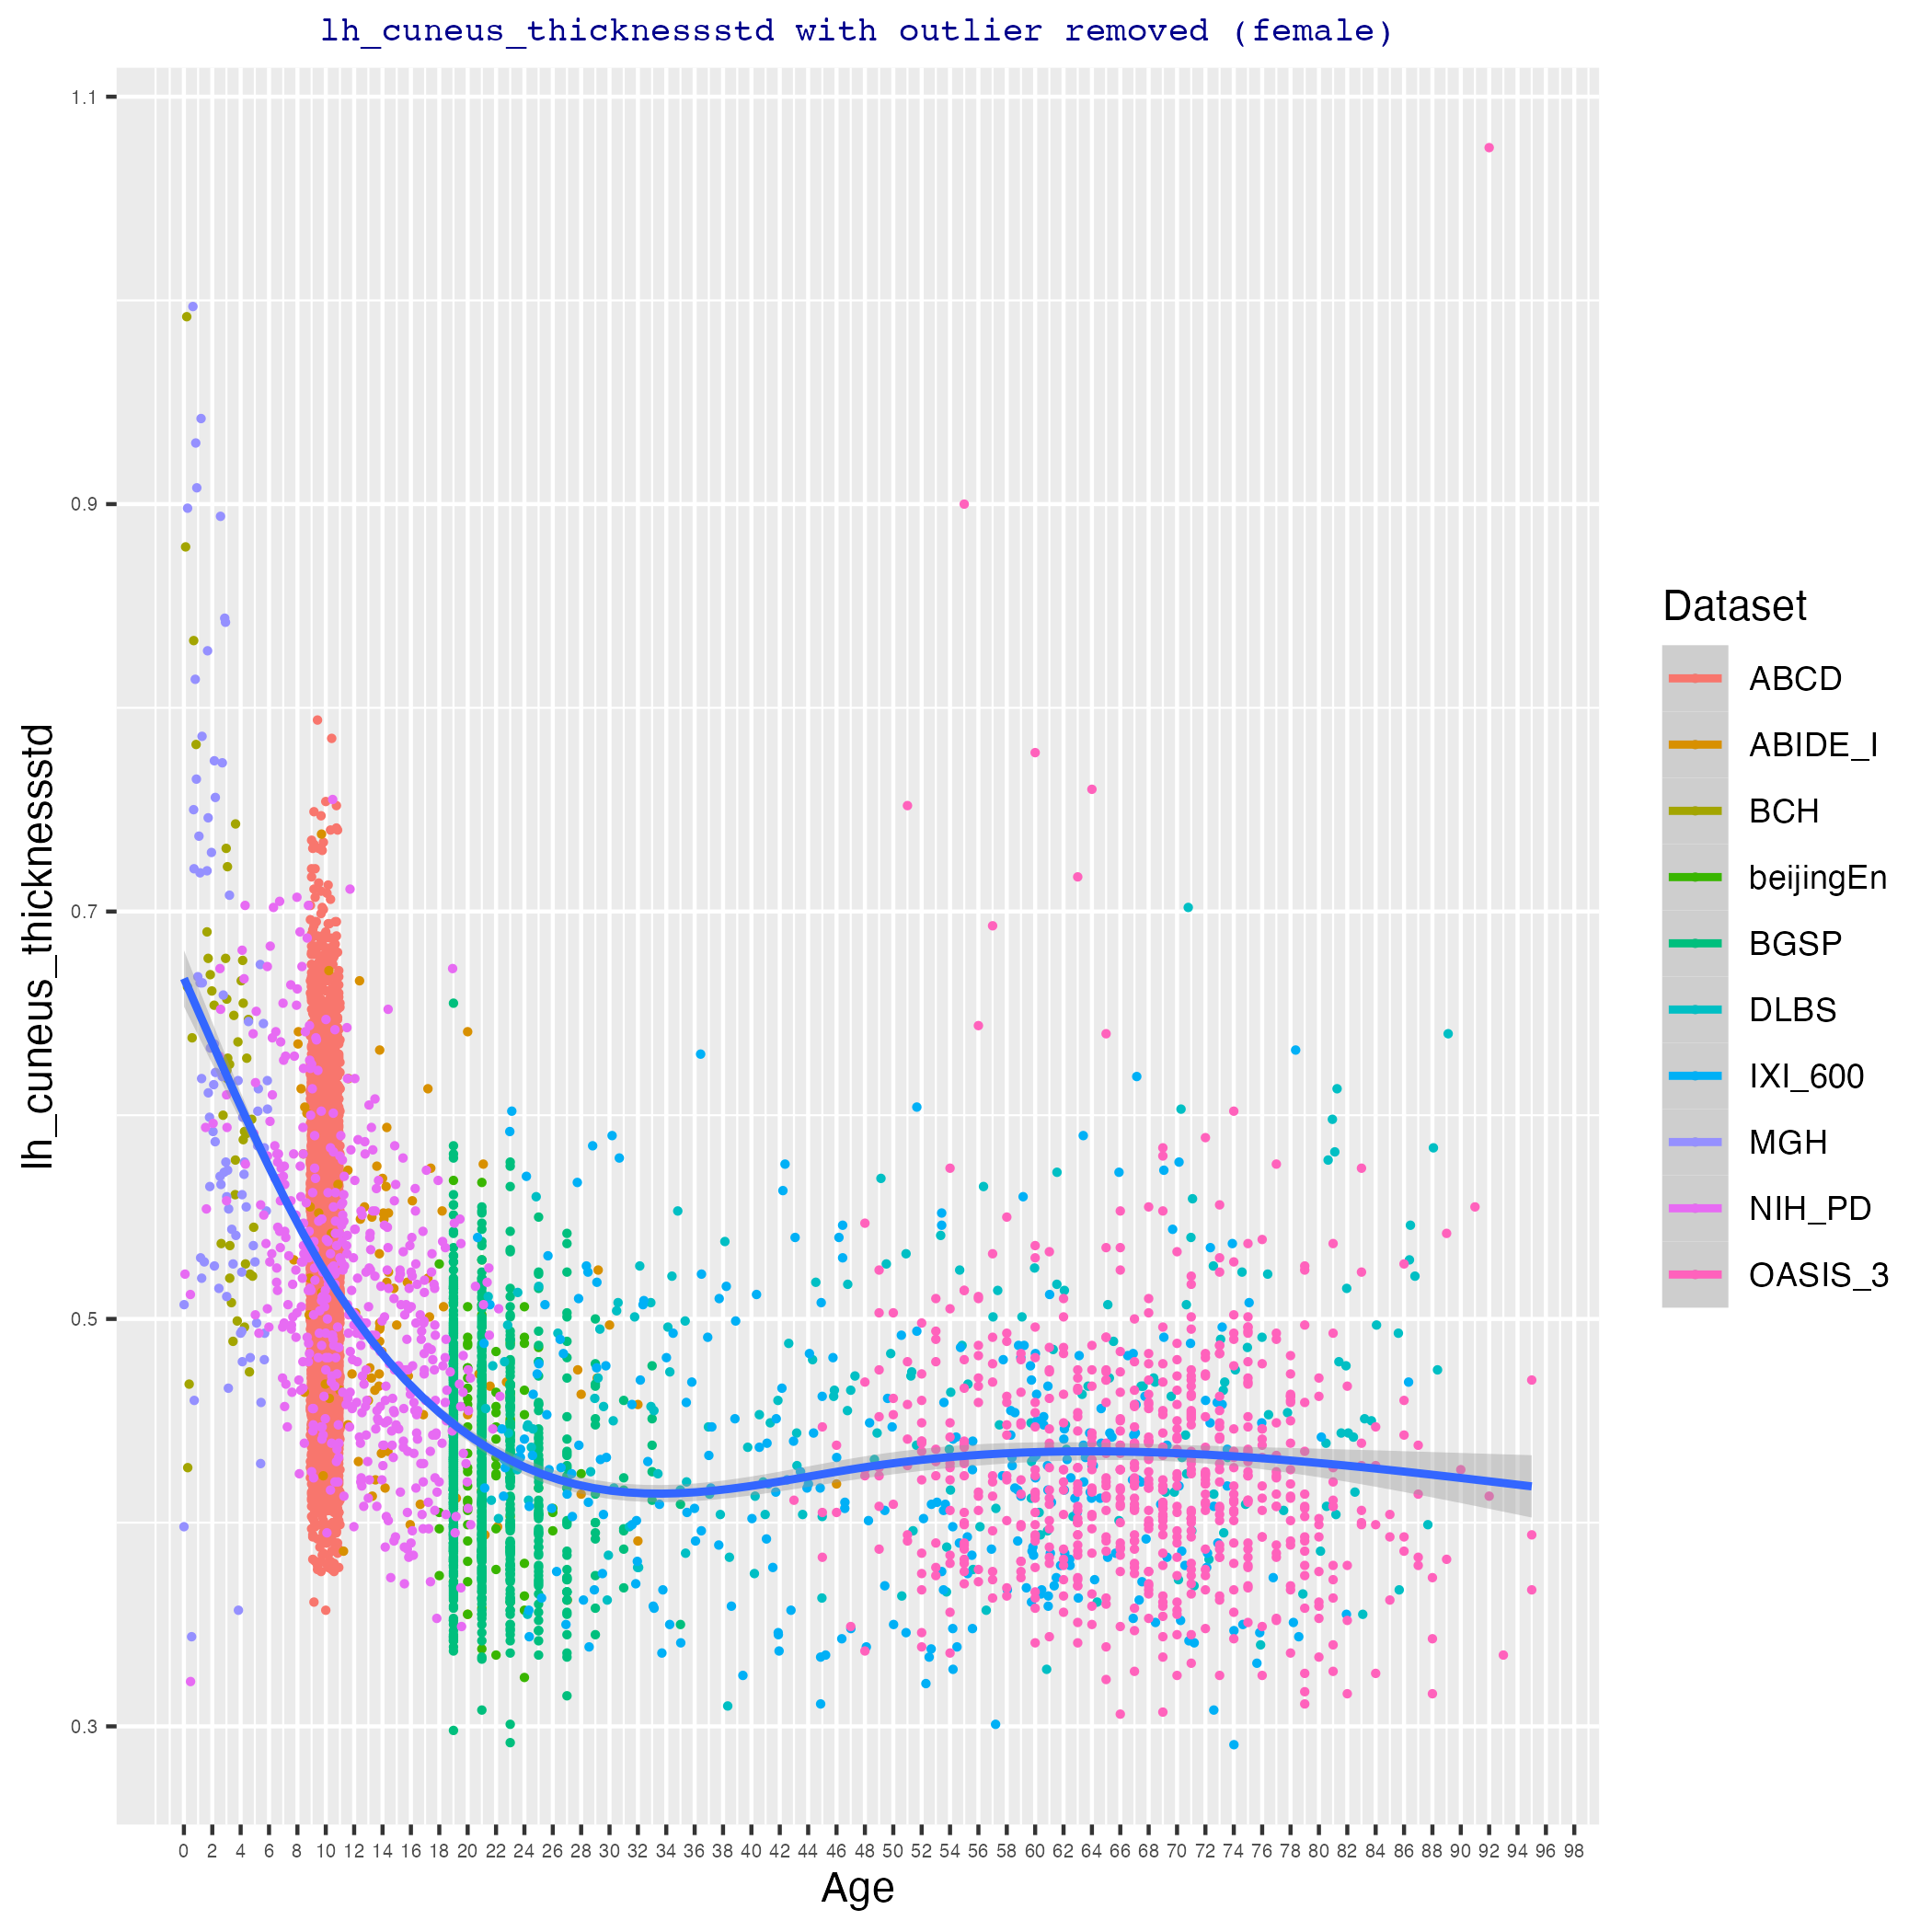 lh_cuneus_thicknessstd with outlier removed (female)
1.1
0.9
0.7
0.5
0.3
lh_cuneus_thicknessstd
0 2 4 6 8 10 12 14 16 18 20 22 24 26 28 30 32 34 36 38 40 42 44 46 48 50 52 54 56 58 60 62 64 66 68 70 72 74 76 78 80 82 84 86 88 90 92 94 96 98
Age
Dataset
ABCD
ABIDE_I
BCH
beijingEn
BGSP
DLBS
IXI_600
MGH
NIH_PD
OASIS_3